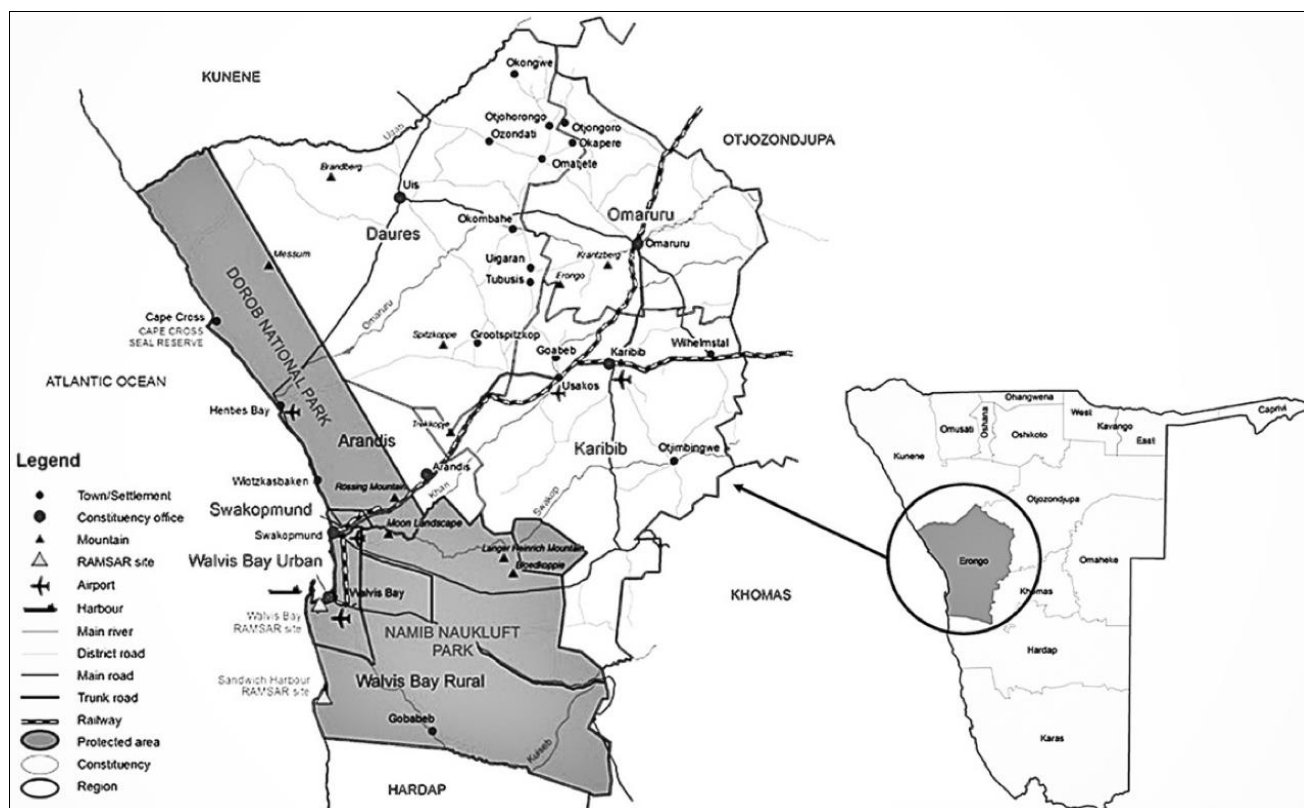 KUNENE
Okongwe
Otjohorongo
Otjongoro
Ozondati
Okapere
OTJOZONDJUPA
Omatjete
Ugab
Brandberg
Uis
Omaruru
Okombahe
Daures
Omaruru
Uigaran
Krantzberg
Messum
Tubusis
Erongo
DOROB NATIONAL PARK
Omaruru
Cape Cross
CAPE CROSS
SEAL RESERVE
Spitzkoppe
Grootspitzkop
Goabeb
Karibib
Wilhelmstal
ATLANTIC OCEAN
Usakos
Henties Bay
Trekkopje
Arandis
Karibib
Otjimbingwe
Arandis
Khan
Swakop
Wlotzkasbaken
Rossing Mountain
Swakopmund
Moon Landscape
Swakopmund
Langer Heinrich Mountain
Bloedkoppie
Walvis Bay Urban
Walvis Bay
KHOMAS
Walvis Bay
RAMSAR site
NAMIB NAUKLUFT
PARK
Sandwich Harbour
RAMSAR site
Walvis Bay Rural
Gobabeb
Kuiseb
HARDAP
Legend
Town/Settlement
Constituency office
Mountain
RAMSAR site
Airport
Harbour
Main river
District road
Main road
Trunk road
Railway
Protected area
Constituency
Region
Ohangwena
Omusati
Oshana
Oshikoto
West
Kavango
East
Caprivi
Kunene
Otjozondjupa
Erongo
Omaheke
Khomas
Hardap
Karas